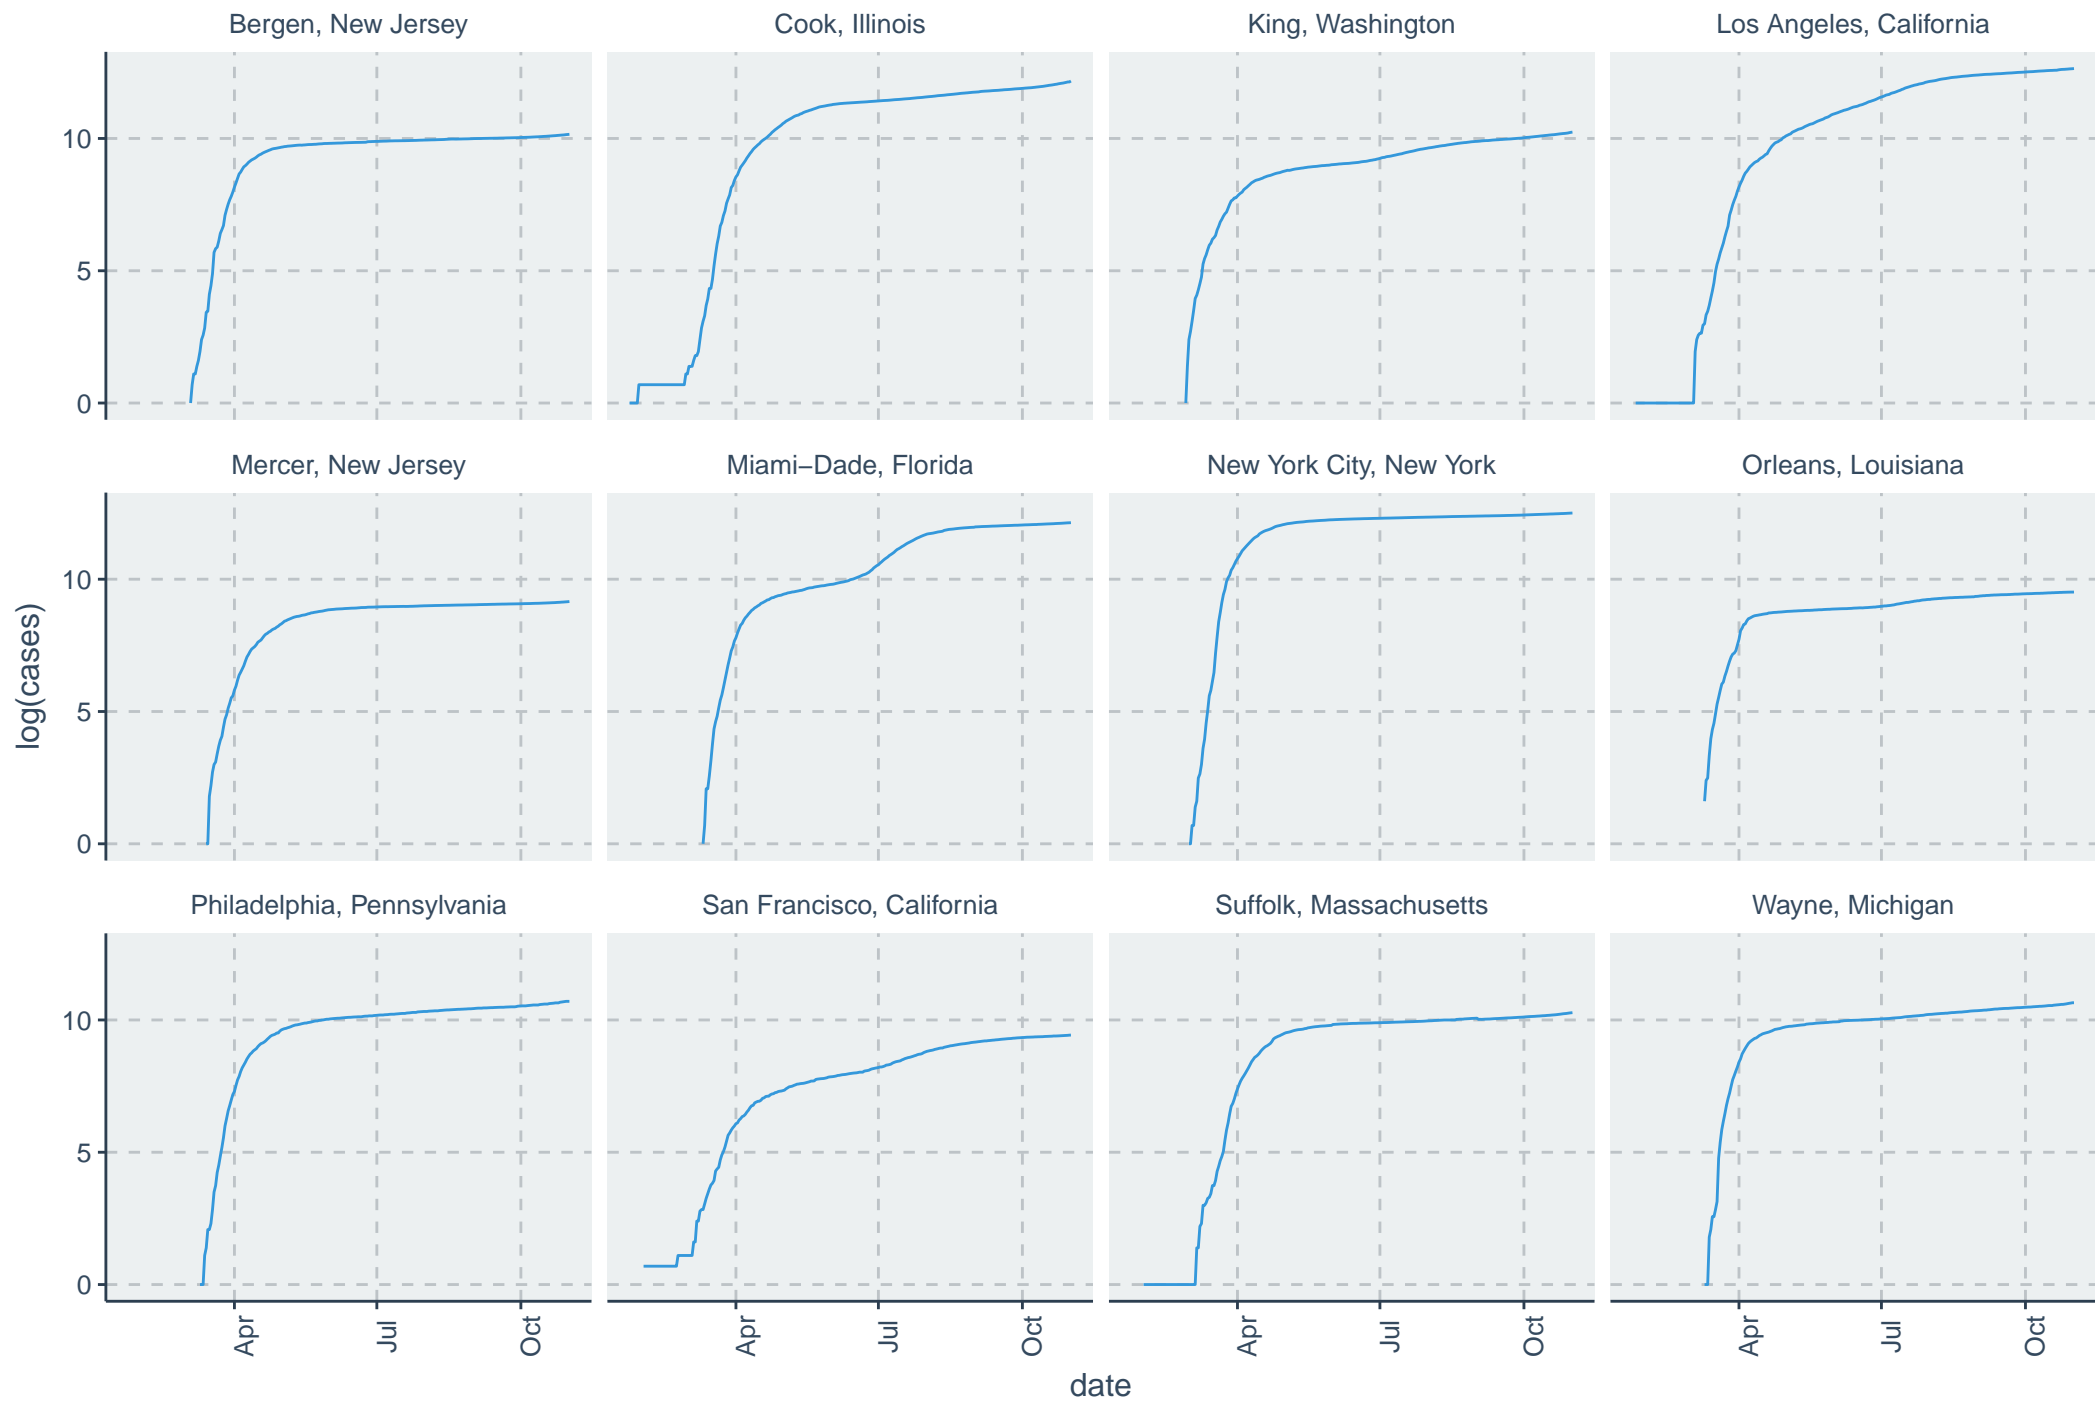 Bergen, New Jersey
Cook, Illinois
King, Washington
Los Angeles, California
10
5
0
Mercer, New Jersey
Miami−Dade, Florida
New York City, New York
Orleans, Louisiana
10
5
0
log(cases)
Philadelphia, Pennsylvania
San Francisco, California
Suffolk, Massachusetts
Wayne, Michigan
10
5
0
Apr
Jul
Oct
Apr
Jul
Oct
Apr
Jul
Oct
Apr
Jul
Oct
date